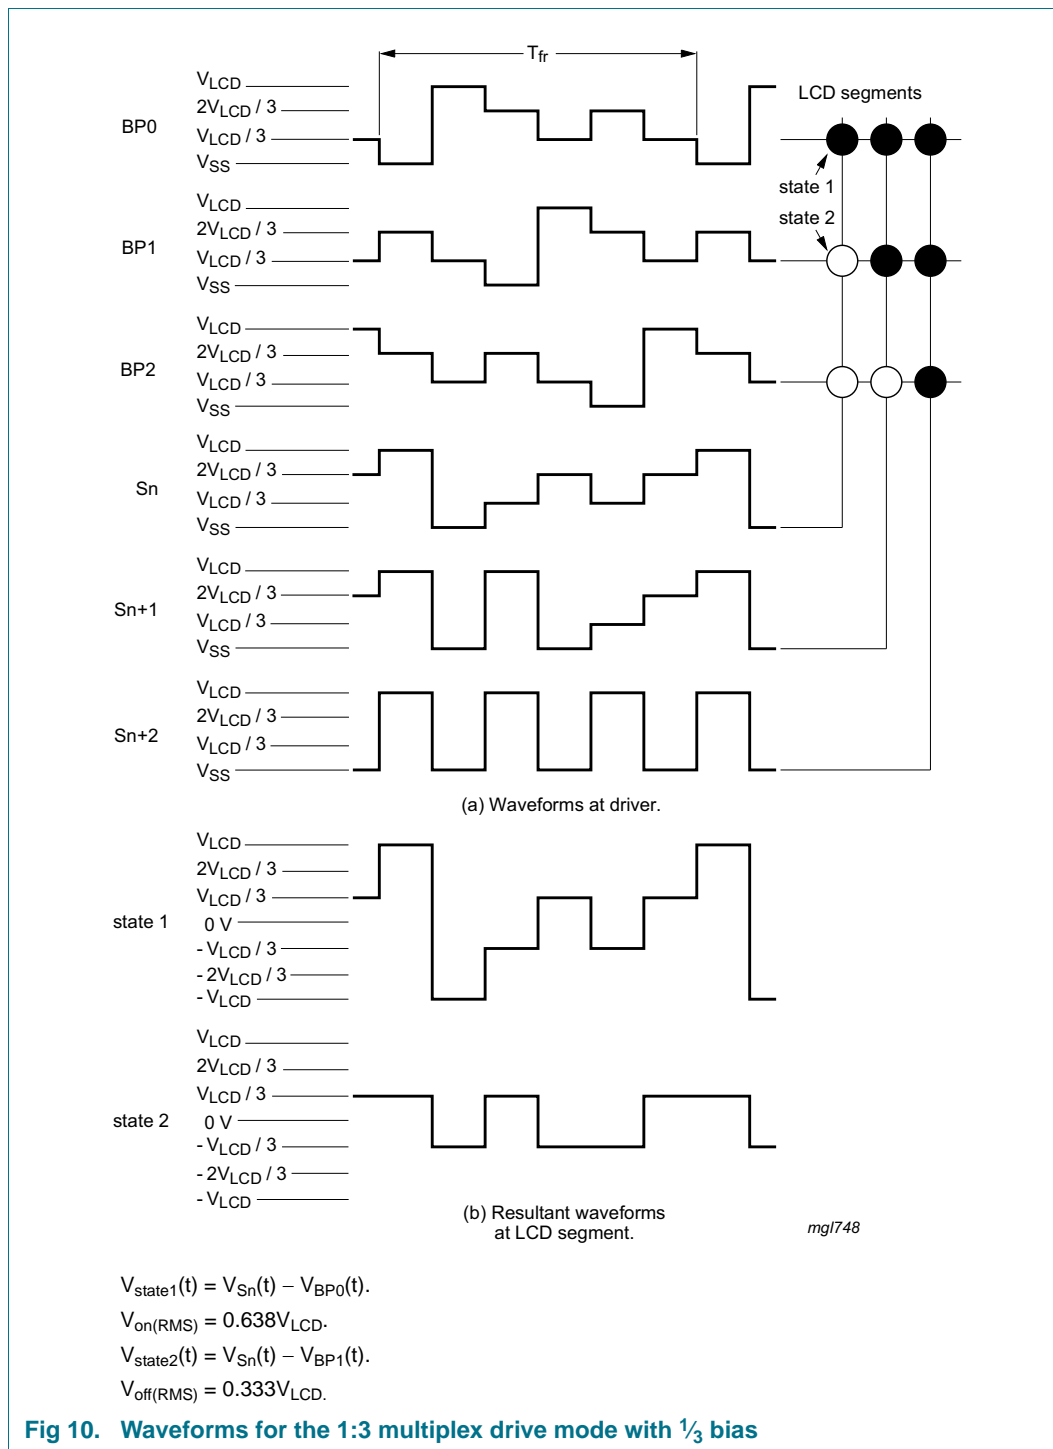 T_fr
BP0
V_LCD
2V_LCD / 3
V_LCD / 3
V_SS
LCD segments
state 1
state 2
BP1
V_LCD
2V_LCD / 3
V_LCD / 3
V_SS
BP2
V_LCD
2V_LCD / 3
V_LCD / 3
V_SS
Sn
V_LCD
2V_LCD / 3
V_LCD / 3
V_SS
Sn+1
V_LCD
2V_LCD / 3
V_LCD / 3
V_SS
Sn+2
V_LCD
2V_LCD / 3
V_LCD / 3
V_SS
(a) Waveforms at driver.
state 1
V_LCD
2V_LCD / 3
V_LCD / 3
0 V
- V_LCD / 3
- 2V_LCD / 3
- V_LCD
state 2
V_LCD
2V_LCD / 3
V_LCD / 3
0 V
- V_LCD / 3
- 2V_LCD / 3
- V_LCD
(b) Resultant waveforms
at LCD segment.
mgl748
V_state1(t) = V_Sn(t) − V_BP0(t).
V_on(RMS) = 0.638V_LCD.
V_state2(t) = V_Sn(t) − V_BP1(t).
V_off(RMS) = 0.333V_LCD.
Fig 10. Waveforms for the 1:3 multiplex drive mode with 1⁄3 bias